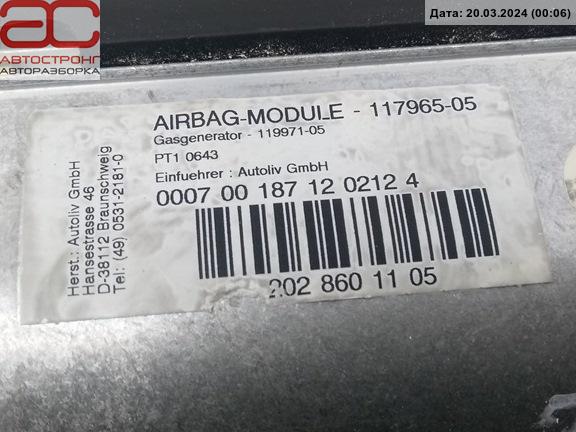 Дата: 20.03.2024 (00:06)
ac
АВТОСТРОНГ
АВТОРАЗБОРКА
AIRBAG-MODULE - 117965-05
Gasgenerator - 119971-05
PT1 0643
Einfuehrer : Autoliv GmbH
0007 00 187 12 0212 4
202 860 11 05
Herst.: Autoliv GmbH
Hansestrasse 46
D-38112 Braunschweig
Tel: (49) 0531-2181-0